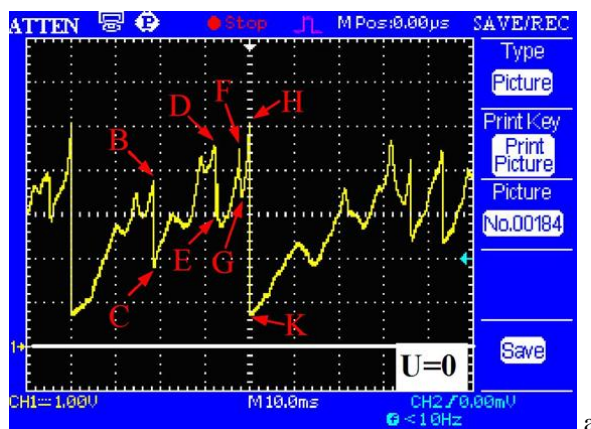 ATTEN P Stop M Pos:0.00μs SAVE/REC
Type
Picture
Print Key
Print
Picture
Picture
No.00184
Save
B
D
F
H
C
E
G
K
1
U=0
CH1 1.00V M 10.0ms CH2 / 0.00mV
f <10Hz
a